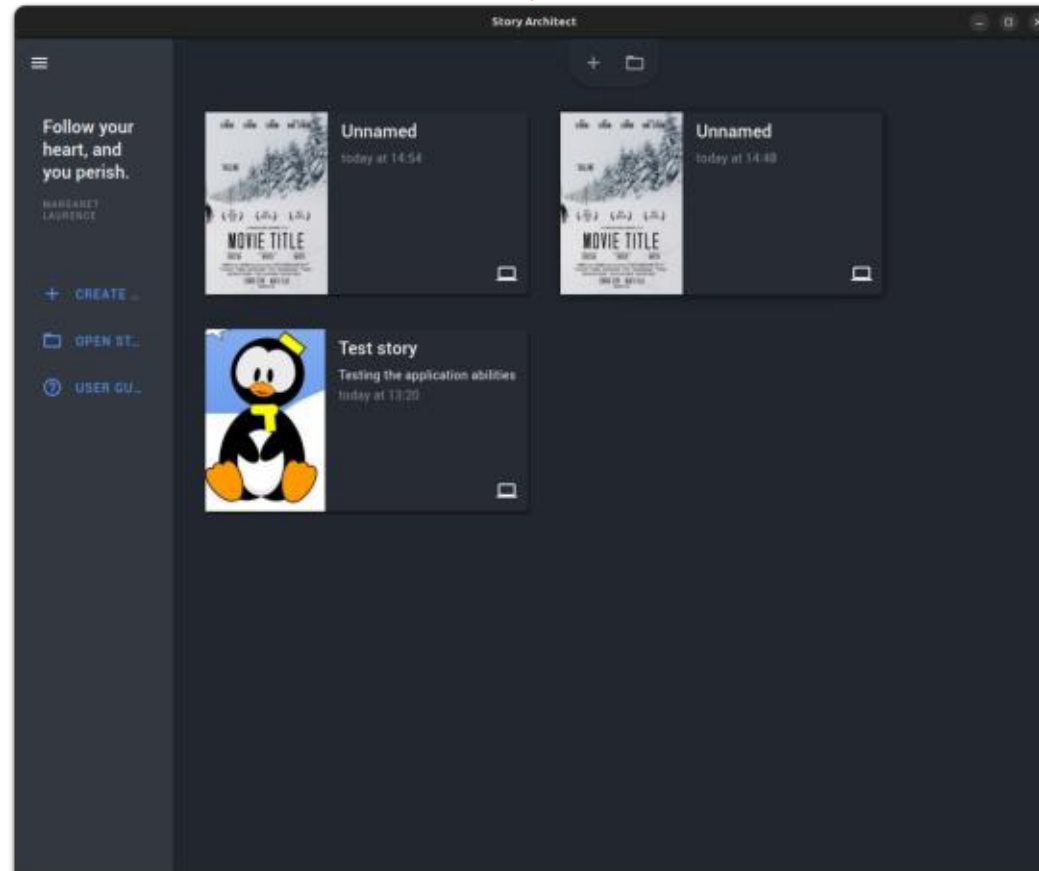 Story Architect
Follow your
heart, and
you perish.
MARGARET
LAURENCE
+ CREATE ...
OPEN ST...
? USER GU...
Unnamed
today at 14:54
MOVIE TITLE
Unnamed
today at 14:48
MOVIE TITLE
Test story
Testing the application abilities
today at 13:20